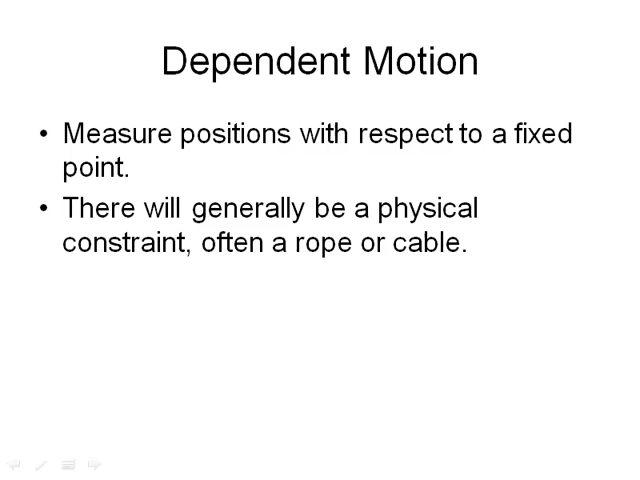 Dependent Motion
• Measure positions with respect to a fixed
point.
• There will generally be a physical
constraint, often a rope or cable.